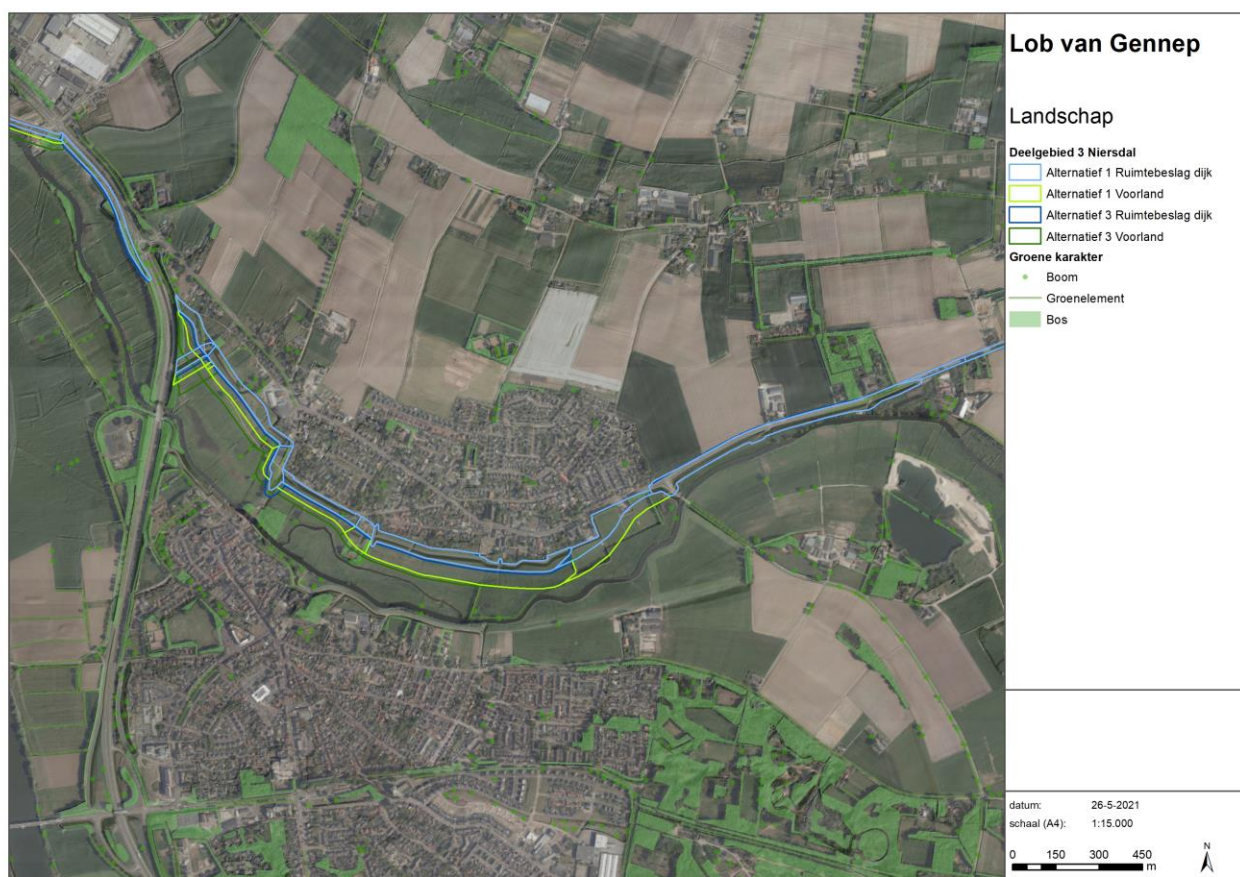 Lob van Gennep
Landschap
Deelgebied 3 Niersdal
Alternatief 1 Ruimtebeslag dijk
Alternatief 1 Voorland
Alternatief 3 Ruimtebeslag dijk
Alternatief 3 Voorland
Groene karakter
Boom
Groenelement
Bos
datum: 26-5-2021
schaal (A4): 1:15.000
N
0 150 300 450
m